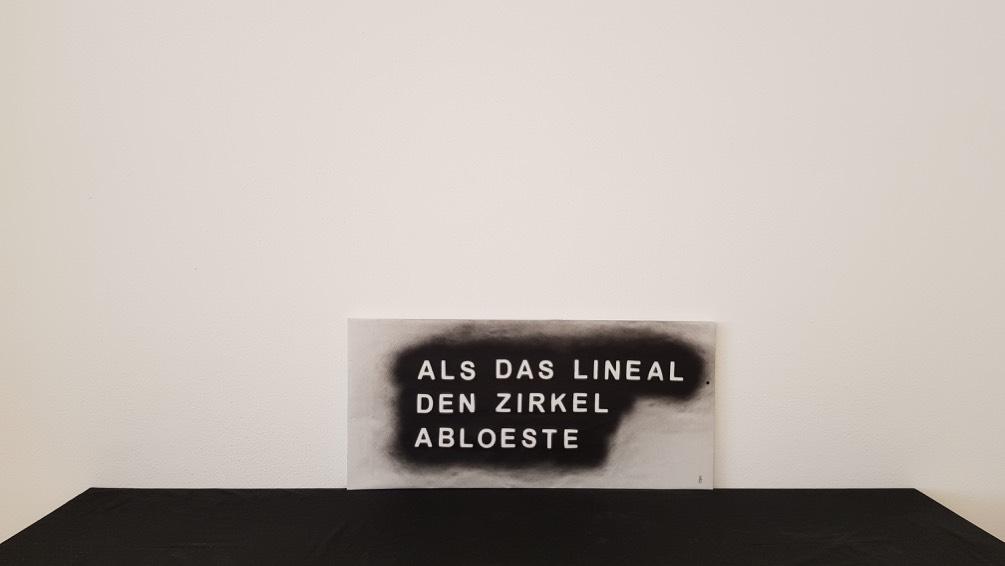 ALS DAS LINEAL
DEN ZIRKEL
ABLOESTE